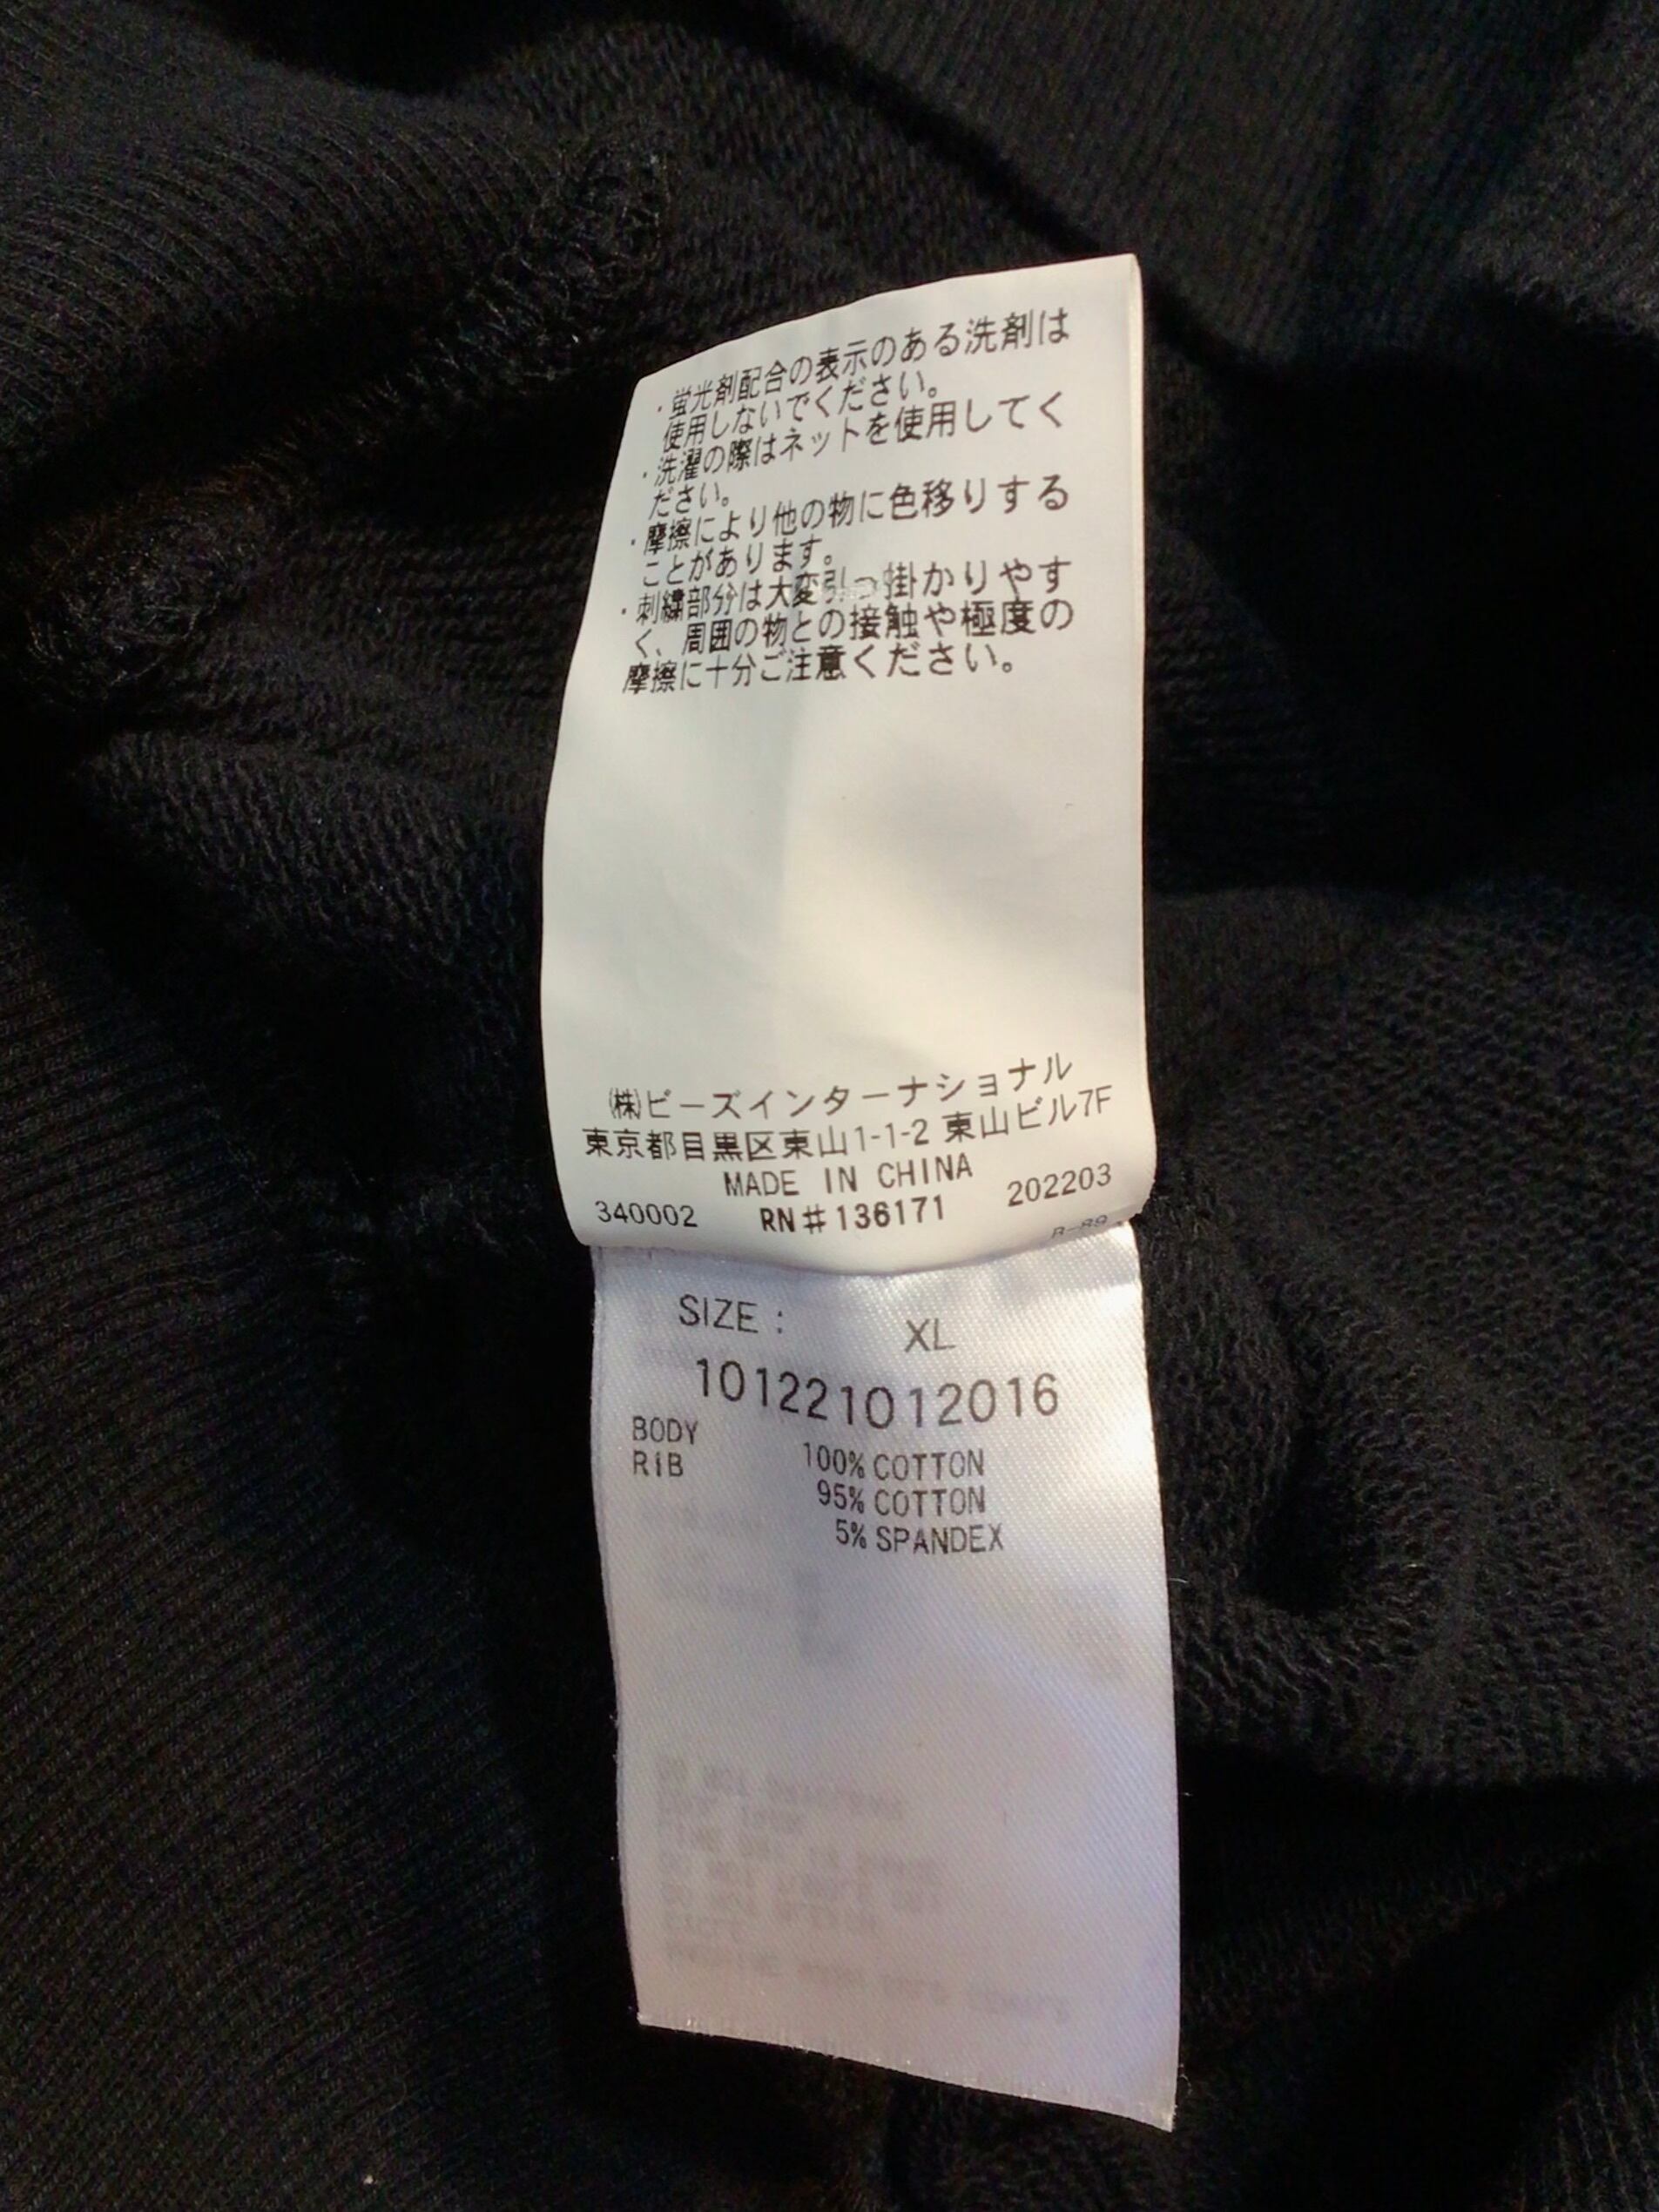 ・蛍光剤配合の表示のある洗剤は
使用しないでください。
・洗濯の際はネットを使用してく
ださい。
・摩擦により他の物に色移りする
ことがあります。
・刺繍部分は大変引っ掛かりやす
く、周囲の物との接触や極度の
摩擦に十分ご注意ください。
㈱ビーズインターナショナル
東京都目黒区東山1-1-2 東山ビル7F
MADE IN CHINA
340002 RN#136171 202203
SIZE : XL
101221012016
BODY 100% COTTON
RIB 95% COTTON
5% SPANDEX